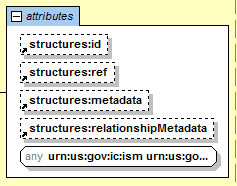 attributes
structures:id
structures:ref
structures:metadata
structures:relationshipMetadata
any urn:us:gov:ic:ism urn:us:go...